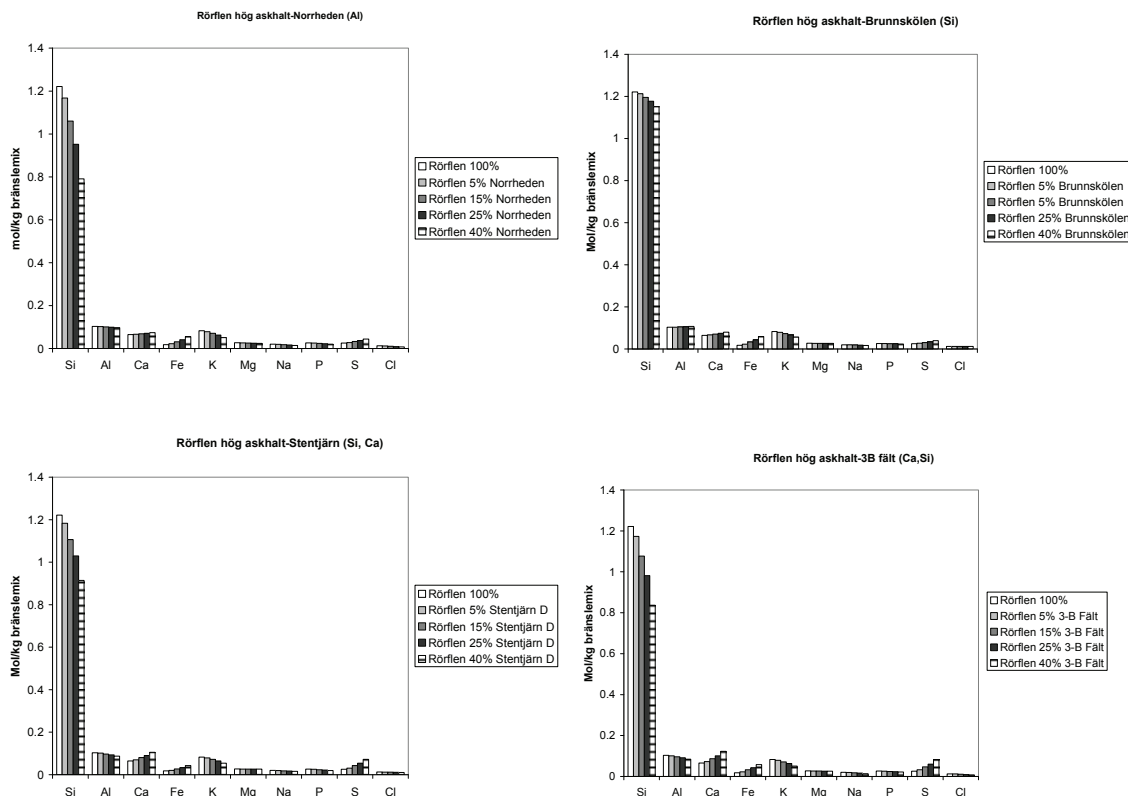 Rörflen hög askhalt-Norrheden (Al)
mol/kg bränslemix
1.4
1.2
1
0.8
0.6
0.4
0.2
0
Si Al Ca Fe K Mg Na P S Cl
Rörflen 100%
Rörflen 5% Norrheden
Rörflen 15% Norrheden
Rörflen 25% Norrheden
Rörflen 40% Norrheden
Rörflen hög askhalt-Brunnskölen (Si)
Mol/kg bränslemix
1.4
1.2
1
0.8
0.6
0.4
0.2
0
Si Al Ca Fe K Mg Na P S Cl
Rörflen 100%
Rörflen 5% Brunnskölen
Rörflen 5% Brunnskölen
Rörflen 25% Brunnskölen
Rörflen 40% Brunnskölen
Rörflen hög askhalt-Stentjärn (Si, Ca)
Mol/kg bränslemix
1.4
1.2
1
0.8
0.6
0.4
0.2
0
Si Al Ca Fe K Mg Na P S Cl
Rörflen 100%
Rörflen 5% Stentjärn D
Rörflen 15% Stentjärn D
Rörflen 25% Stentjärn D
Rörflen 40% Stentjärn D
Rörflen hög askhalt-3B fält (Ca,Si)
Mol/kg bränslemix
1.4
1.2
1
0.8
0.6
0.4
0.2
0
Si Al Ca Fe K Mg Na P S Cl
Rörflen 100%
Rörflen 5% 3-B Fält
Rörflen 15% 3-B Fält
Rörflen 25% 3-B Fält
Rörflen 40% 3-B Fält